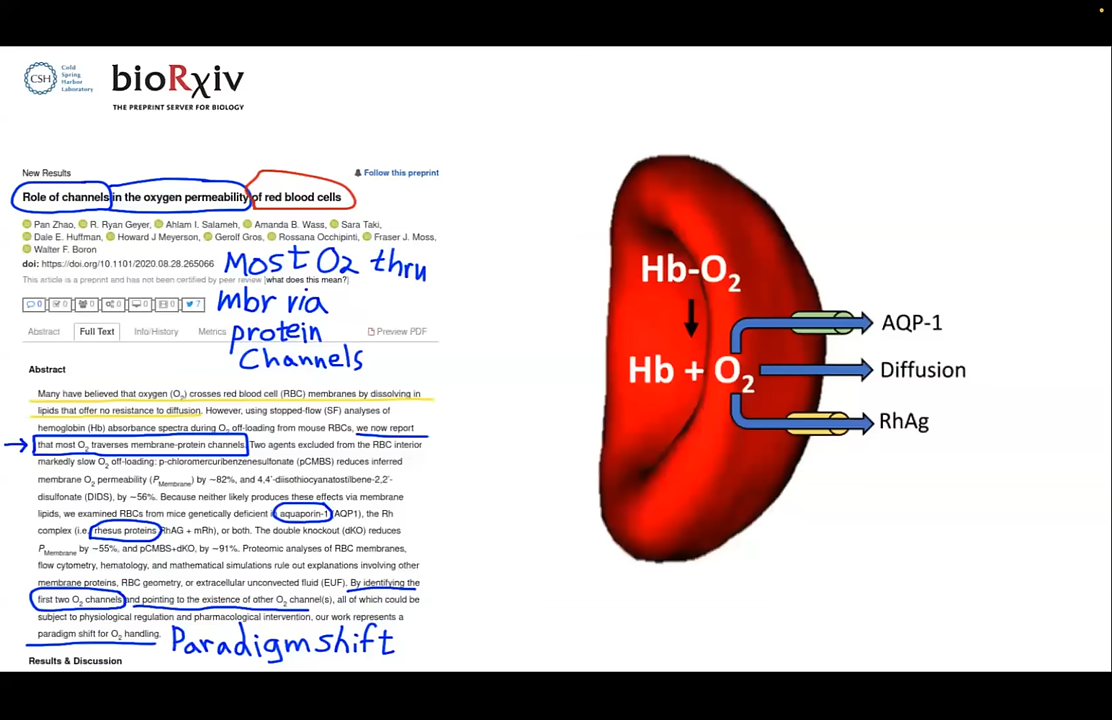 CSH
Cold
Spring
Harbor
Laboratory
bioRχiv
THE PREPRINT SERVER FOR BIOLOGY
New Results
Follow this preprint
Role of channels in the oxygen permeability of red blood cells
Pan Zhao, R. Ryan Geyer, Ahlam I. Salameh, Amanda B. Wass, Sara Taki,
Dale E. Huffman, Howard J Meyerson, Gerolf Gros, Rossana Occhipinti, Fraser J. Moss,
Walter F. Boron
doi: https://doi.org/10.1101/2020.08.28.265066
This article is a preprint and has not been certified by peer review [what does this mean?]
Most O2 thru
mbr via
protein
Channels
0 0 0 0 0 0 7
Abstract Full Text Info/History Metrics Preview PDF
Abstract
Many have believed that oxygen (O2) crosses red blood cell (RBC) membranes by dissolving in
lipids that offer no resistance to diffusion. However, using stopped-flow (SF) analyses of
hemoglobin (Hb) absorbance spectra during O2 off-loading from mouse RBCs, we now report
that most O2 traverses membrane-protein channels. Two agents excluded from the RBC interior
markedly slow O2 off-loading: p-chloromercuribenzenesulfonate (pCMBS) reduces inferred
membrane O2 permeability (PMembrane) by ~82%, and 4,4'-diisothiocyanatostilbene-2,2'-
disulfonate (DIDS), by ~56%. Because neither likely produces these effects via membrane
lipids, we examined RBCs from mice genetically deficient in aquaporin-1 (AQP1), the Rh
complex (i.e., rhesus proteins RhAG + mRh), or both. The double knockout (dKO) reduces
PMembrane by ~55%, and pCMBS+dKO, by ~91%. Proteomic analyses of RBC membranes,
flow cytometry, hematology, and mathematical simulations rule out explanations involving other
membrane proteins, RBC geometry, or extracellular unconvected fluid (EUF). By identifying the
first two O2 channels and pointing to the existence of other O2 channel(s), all of which could be
subject to physiological regulation and pharmacological intervention, our work represents a
paradigm shift for O2 handling.
Paradigm shift
Results & Discussion
Hb-O2
Hb + O2
AQP-1
Diffusion
RhAg